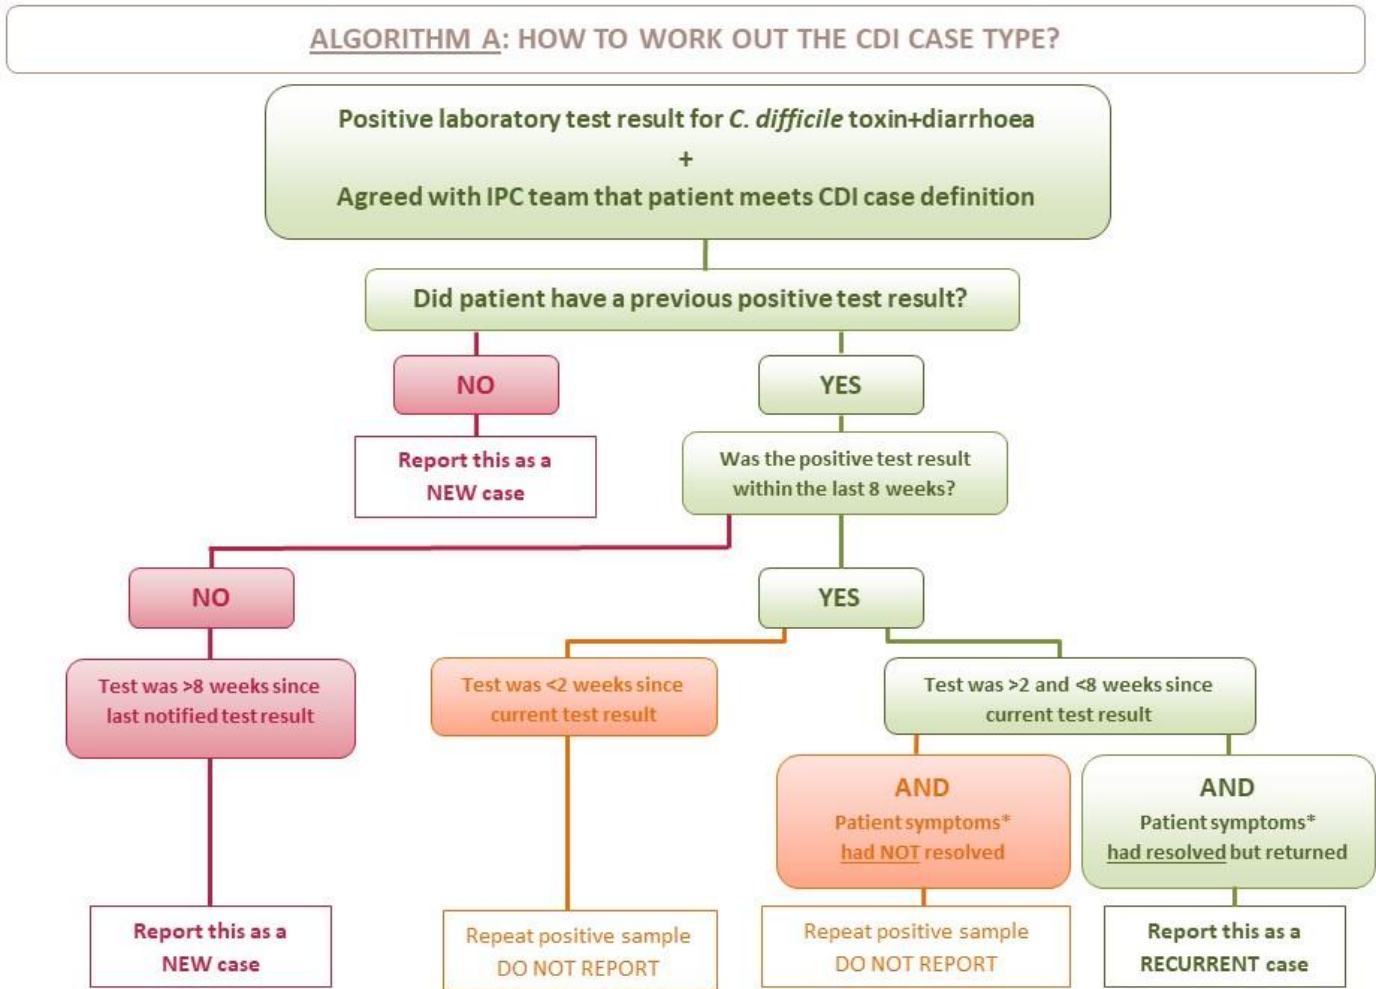 ALGORITHM A: HOW TO WORK OUT THE CDI CASE TYPE?
Positive laboratory test result for C. difficile toxin+diarrhoea
+
Agreed with IPC team that patient meets CDI case definition
Did patient have a previous positive test result?
NO
YES
Report this as a
NEW case
Was the positive test result
within the last 8 weeks?
NO
YES
Test was >8 weeks since
last notified test result
Test was <2 weeks since
current test result
Test was >2 and <8 weeks since
current test result
AND
Patient symptoms*
had NOT resolved
AND
Patient symptoms*
had resolved but returned
Report this as a
NEW case
Repeat positive sample
DO NOT REPORT
Repeat positive sample
DO NOT REPORT
Report this as a
RECURRENT case